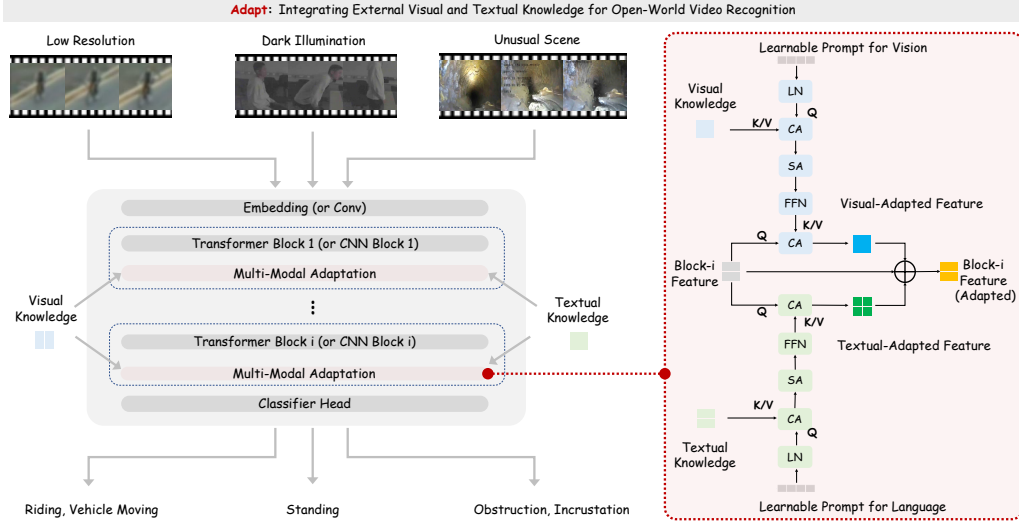 Adapt: Integrating External Visual and Textual Knowledge for Open-World Video Recognition
Low Resolution
Dark Illumination
Unusual Scene
Embedding (or Conv)
Transformer Block 1 (or CNN Block 1)
Multi-Modal Adaptation
Visual
Knowledge
Textual
Knowledge
Transformer Block i (or CNN Block i)
Multi-Modal Adaptation
Classifier Head
Riding, Vehicle Moving
Standing
Obstruction, Incrustation
Learnable Prompt for Vision
LN
Visual
Knowledge
Q
K/V
CA
SA
FFN
Visual-Adapted Feature
K/V
Q
CA
Block-i
Feature
Block-i
Feature
(Adapted)
CA
Q
K/V
FFN
Textual-Adapted Feature
SA
K/V
CA
Q
Textual
Knowledge
LN
Learnable Prompt for Language